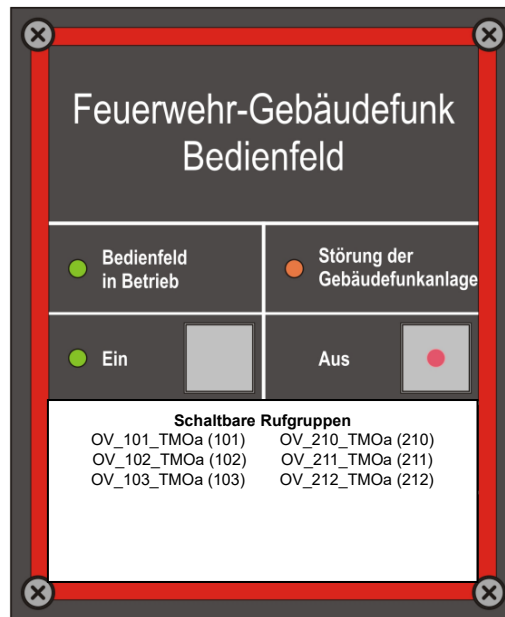 Feuerwehr-Gebäudefunk
Bedienfeld
Bedienfeld
in Betrieb
Störung der
Gebäudefunkanlage
Ein
Aus
Schaltbare Rufgruppen
OV_101_TMOa (101) OV_210_TMOa (210)
OV_102_TMOa (102) OV_211_TMOa (211)
OV_103_TMOa (103) OV_212_TMOa (212)